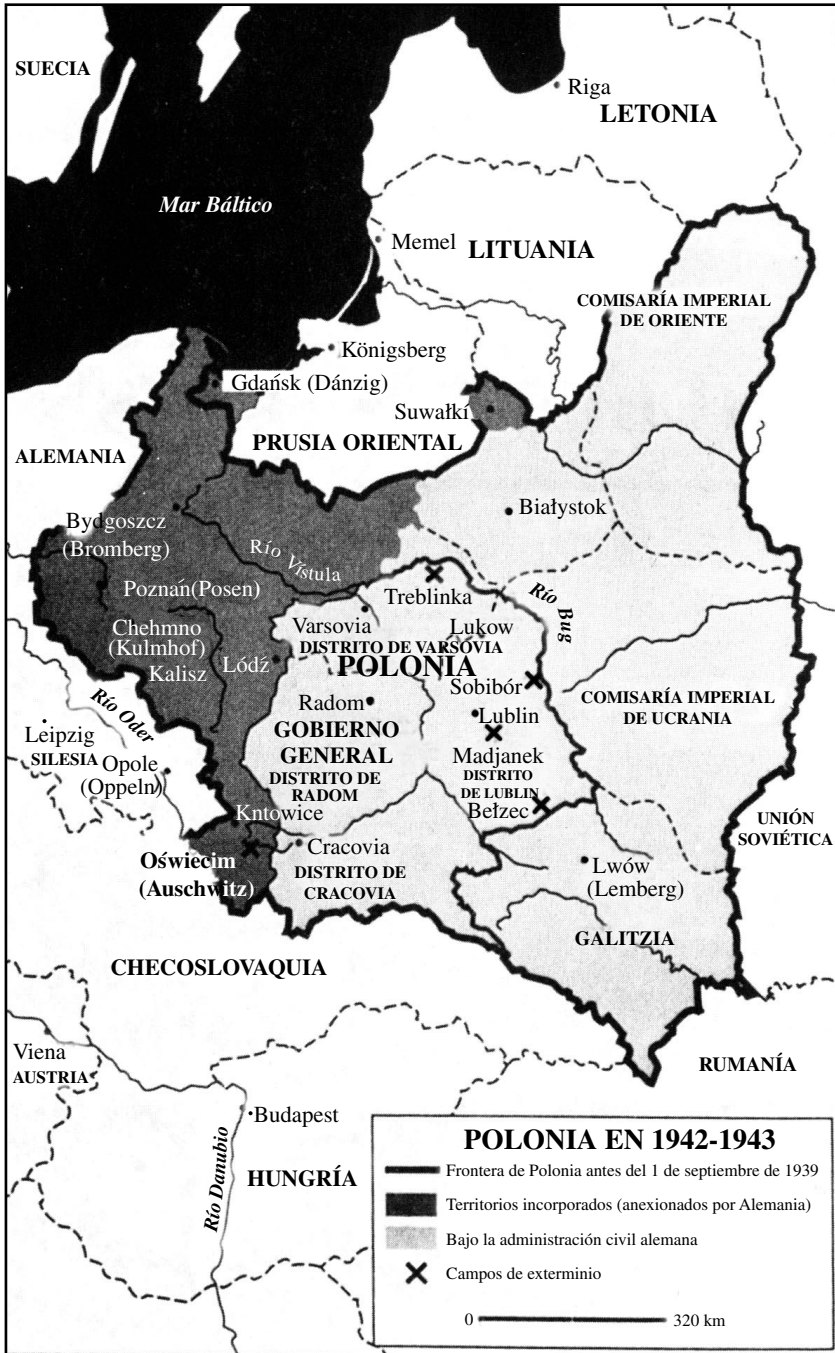 SUECIA
Riga
LETONIA
Mar Báltico
Memel
LITUANIA
COMISARÍA IMPERIAL
DE ORIENTE
Königsberg
Gdańsk (Dánzig)
Suwałkí
PRUSIA ORIENTAL
ALEMANIA
Białystok
Bydgoszcz
(Bromberg)
Río Vístula
Poznań(Posen)
Treblinka
Río Bug
Chehmno
(Kulmhof)
Kalisz
Łódź
Varsovia
Lukow
DISTRITO DE VARSOVIA
POLONIA
Sobibór
Río Oder
Radom
Lublin
COMISARÍA IMPERIAL
DE UCRANIA
Leipzig
SILESIA
GOBIERNO
GENERAL
Madjanek
Opole
(Oppeln)
DISTRITO DE
RADOM
DISTRITO
DE LUBLIN
Bełzec
Kntowice
UNIÓN
SOVIÉTICA
Oświecim
(Auschwitz)
Cracovia
DISTRITO DE
CRACOVIA
Lwów
(Lemberg)
GALITZIA
CHECOSLOVAQUIA
Viena
AUSTRIA
RUMANÍA
Budapest
Río Danubio
HUNGRÍA
POLONIA EN 1942-1943
Frontera de Polonia antes del 1 de septiembre de 1939
Territorios incorporados (anexionados por Alemania)
Bajo la administración civil alemana
Campos de exterminio
0 320 km